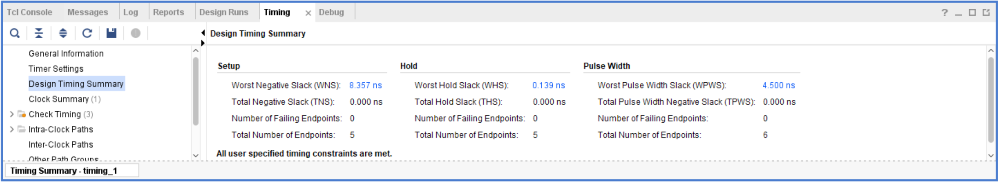 Tcl Console Messages Log Reports Design Runs Timing × Debug ?
Design Timing Summary
General Information
Timer Settings
Design Timing Summary
Clock Summary (1)
Check Timing (3)
Intra-Clock Paths
Inter-Clock Paths
Other Path Groups
Setup Hold Pulse Width
Worst Negative Slack (WNS): 8.357 ns Worst Hold Slack (WHS): 0.139 ns Worst Pulse Width Slack (WPWS): 4.500 ns
Total Negative Slack (TNS): 0.000 ns Total Hold Slack (THS): 0.000 ns Total Pulse Width Negative Slack (TPWS): 0.000 ns
Number of Failing Endpoints: 0 Number of Failing Endpoints: 0 Number of Failing Endpoints: 0
Total Number of Endpoints: 5 Total Number of Endpoints: 5 Total Number of Endpoints: 6
All user specified timing constraints are met.
Timing Summary - timing_1